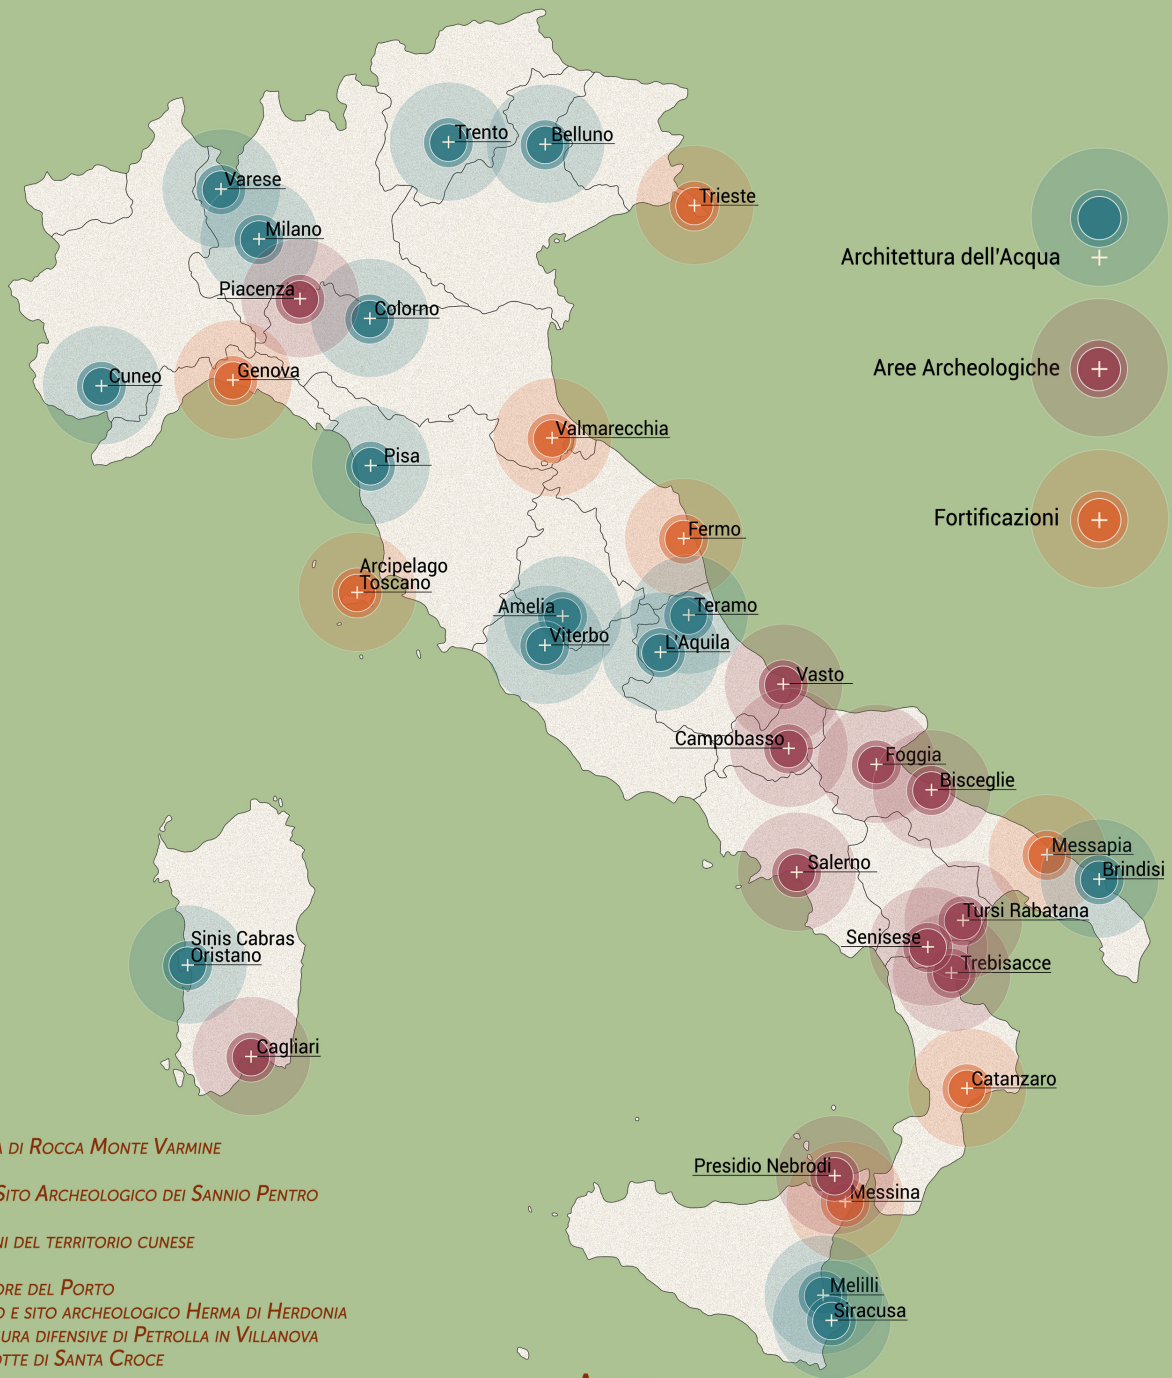 Trento
Belluno
Varese
Trieste
Milano
Architettura dell'Acqua
Piacenza
Colorno
Aree Archeologiche
Cuneo
Genova
Valmarecchia
Pisa
Fortificazioni
Fermo
Arcipelago
Toscano
Amelia
Teramo
Viterbo
L'Aquila
Vasto
Campobasso
Foggia
Bisceglie
Messapia
Salerno
Brindisi
Tursi Rabatana
Senisese
Sinis Cabras
Oristano
Trebisacce
Cagliari
Catanzaro
DI ROCCA MONTE VARMINE
Presidio Nebrodi
Messina
SITO ARCHEOLOGICO DEI SANNIO PENTRO
DEL TERRITORIO CUNESE
Melilli
DEL PORTO
Siracusa
E SITO ARCHEOLOGICO HERMA DI HERDONIA
DIFENSIVE DI PETROLLA IN VILLANOVA
DI SANTA CROCE